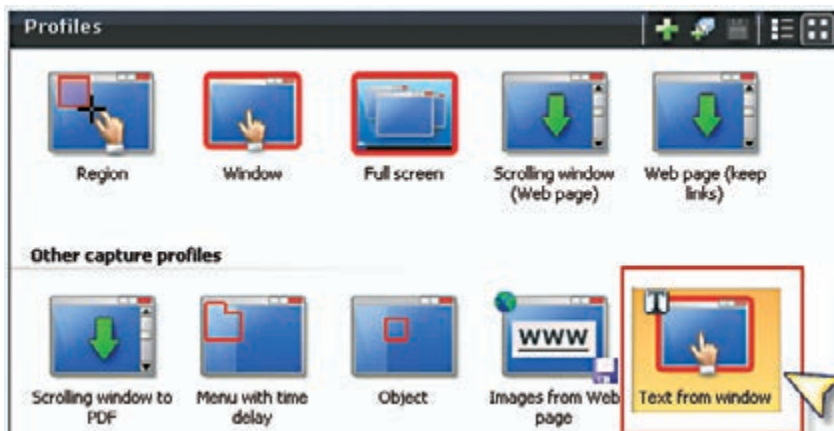 Profiles
Region
Window
Full screen
Scrolling window
(Web page)
Web page (keep
links)
Other capture profiles
Scrolling window to
PDF
Menu with time
delay
Object
WWW
Images from Web
page
T
Text from window